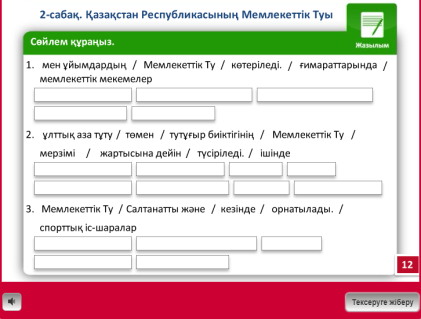 2-сабақ. Қазақстан Республикасының Мемлекеттік Туы
Сөйлем құраңыз.
Жазылым
1. мен ұйымдардың / Мемлекеттік Ту / көтеріледі. / ғимараттарында /
мемлекеттік мекемелер
2. ұлттық аза тұту / төмен / тутұғыр биіктігінің / Мемлекеттік Ту /
мерзімі / жартысына дейін / түсіріледі. / ішінде
3. Мемлекеттік Ту / Салтанатты және / кезінде / орнатылады. /
спорттық іс-шаралар
12
Тексеруге жіберу